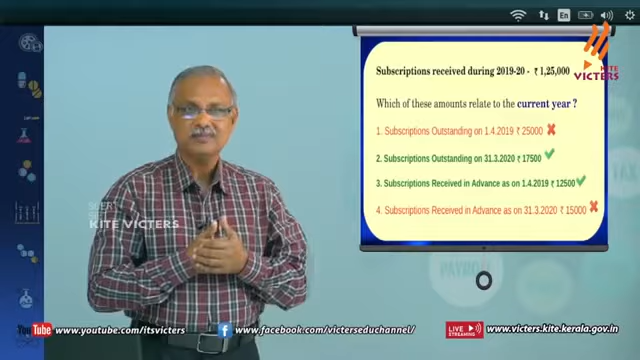 En
KITE
VICTERS
Subscriptions received during 2019-20 - ₹ 1,25,000
Which of these amounts relate to the current year ?
1. Subscriptions Outstanding on 1.4.2019 ₹ 25000
2. Subscriptions Outstanding on 31.3.2020 ₹ 17500
3. Subscriptions Received in Advance as on 1.4.2019 ₹ 12500
4. Subscriptions Received in Advance as on 31.3.2020 ₹ 15000
KITE VICTERS
PAYRO
TAX
You Tube www.youtube.com/itsvicters
f www.facebook.com/victerseduchannel/
LIVE STREAMING www.victers.kite.kerala.gov.in